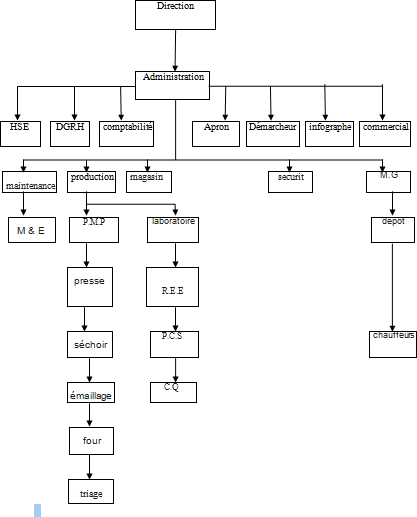 Direction
Administration
HSE
DGRH
comptabilité
Apron
Démarcheur
infographe
commercial
maintenance
production
magasin
securit
M.G
M & E
P.M.P
laboratoire
depot
presse
R.E.E
séchoir
P.C.S
chauffeurs
émaillage
C.Q
four
triage